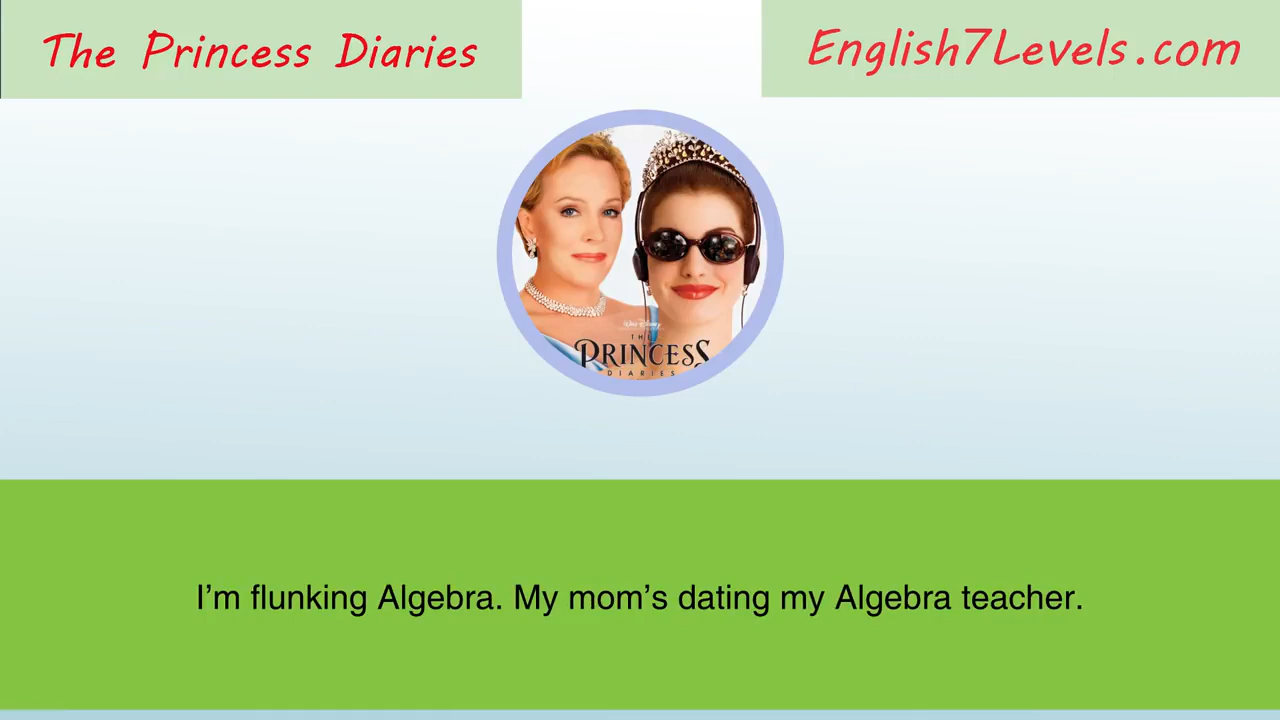 The Princess Diaries
English7Levels.com
Walt Disney
THE
PRINCESS
DIARIES
I'm flunking Algebra. My mom's dating my Algebra teacher.